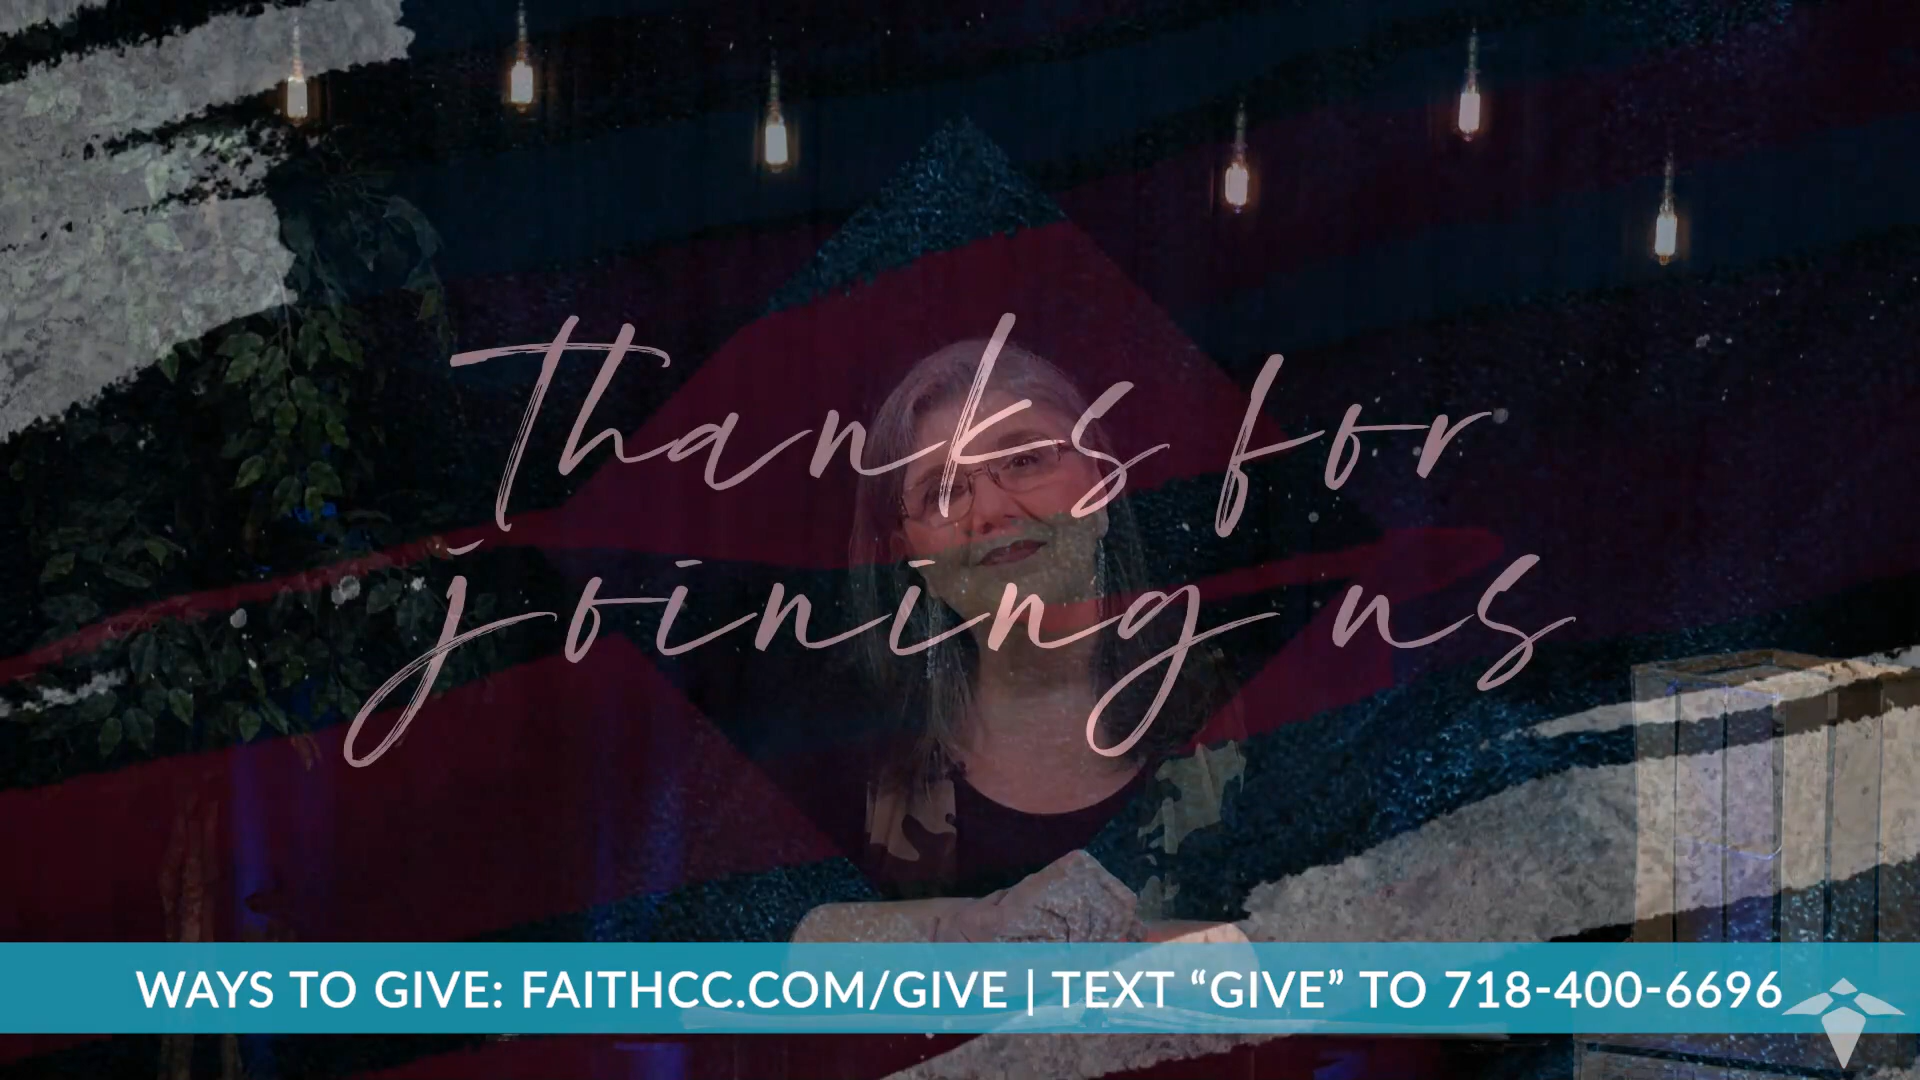 Thanks for
joining us
WAYS TO GIVE: FAITHCC.COM/GIVE | TEXT “GIVE” TO 718-400-6696